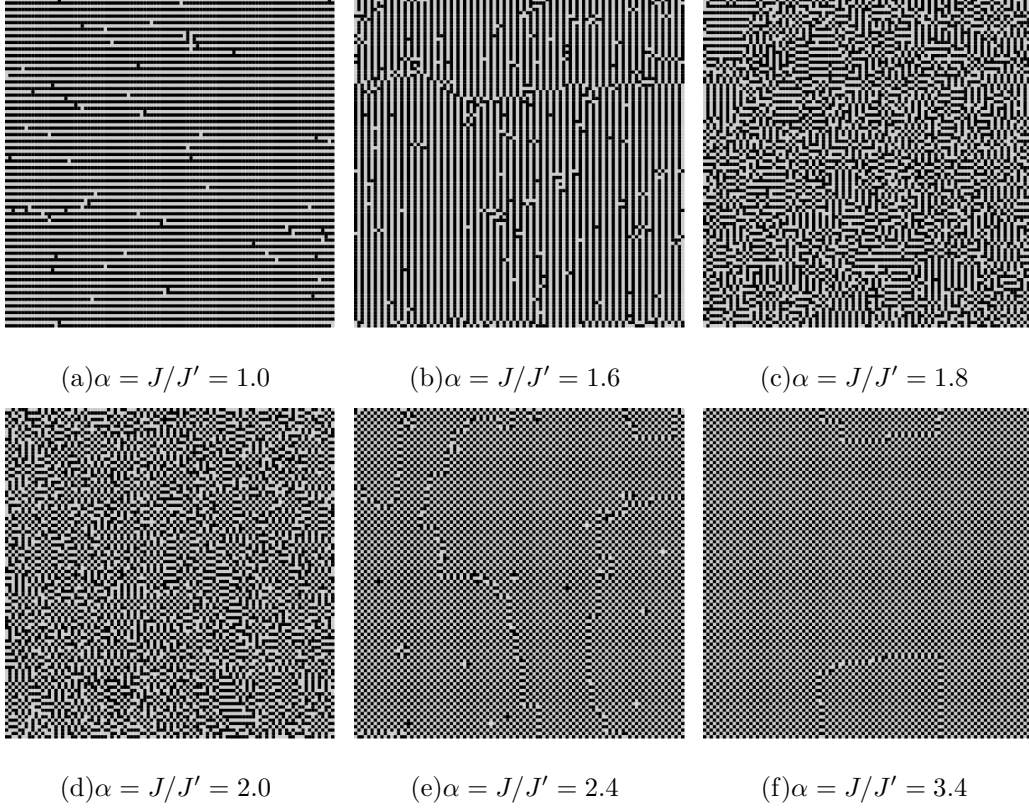 (a)α = J/J′ = 1.0
(b)α = J/J′ = 1.6
(c)α = J/J′ = 1.8
(d)α = J/J′ = 2.0
(e)α = J/J′ = 2.4
(f)α = J/J′ = 3.4